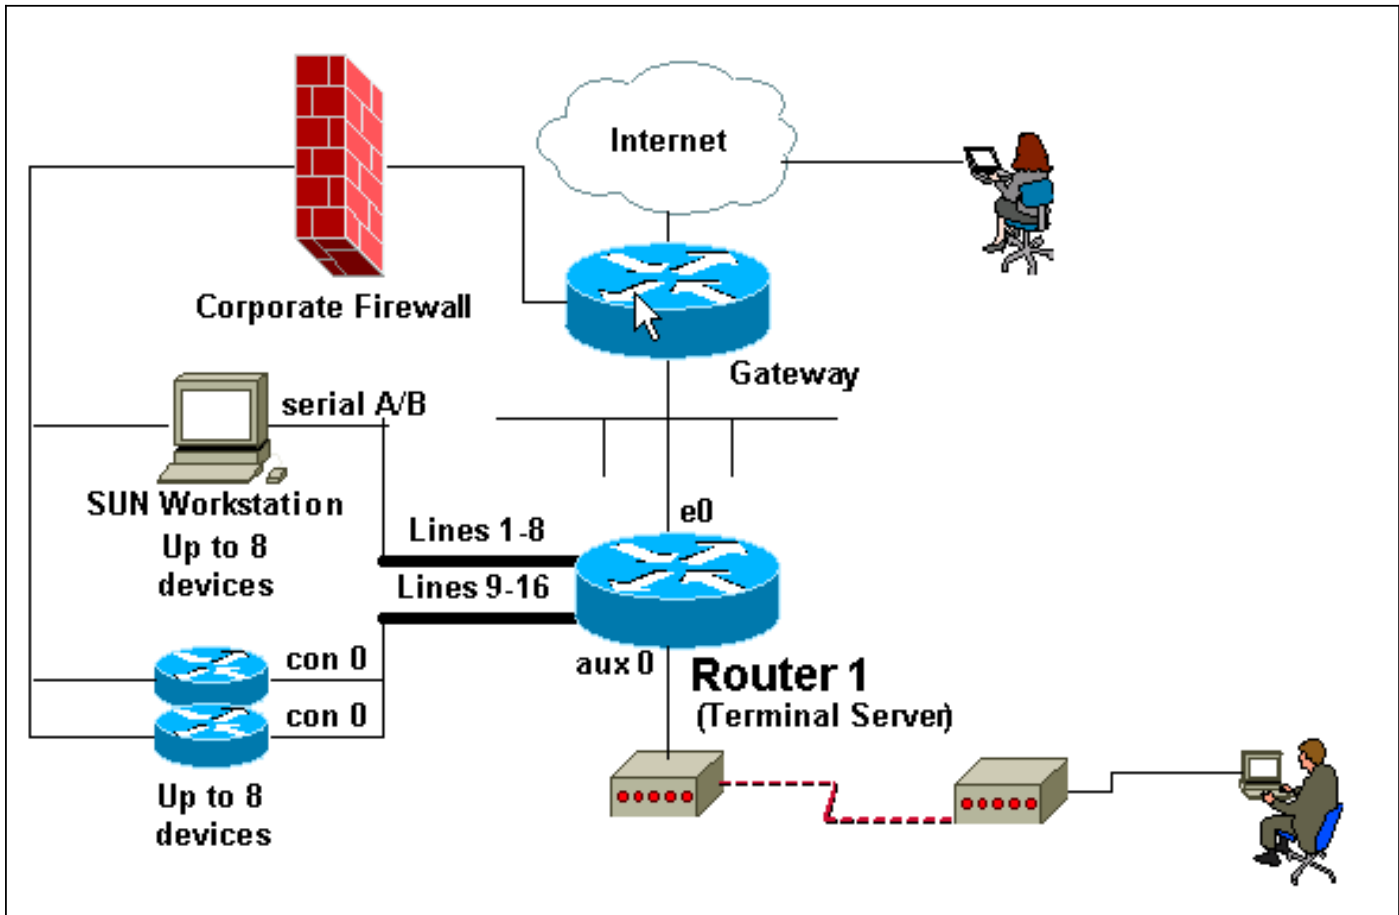 Internet
Corporate Firewall
Gateway
serial A/B
SUN Workstation
Up to 8
devices
e0
Lines 1-8
Lines 9-16
con 0
con 0
aux 0
Router 1
(Terminal Server)
Up to 8
devices